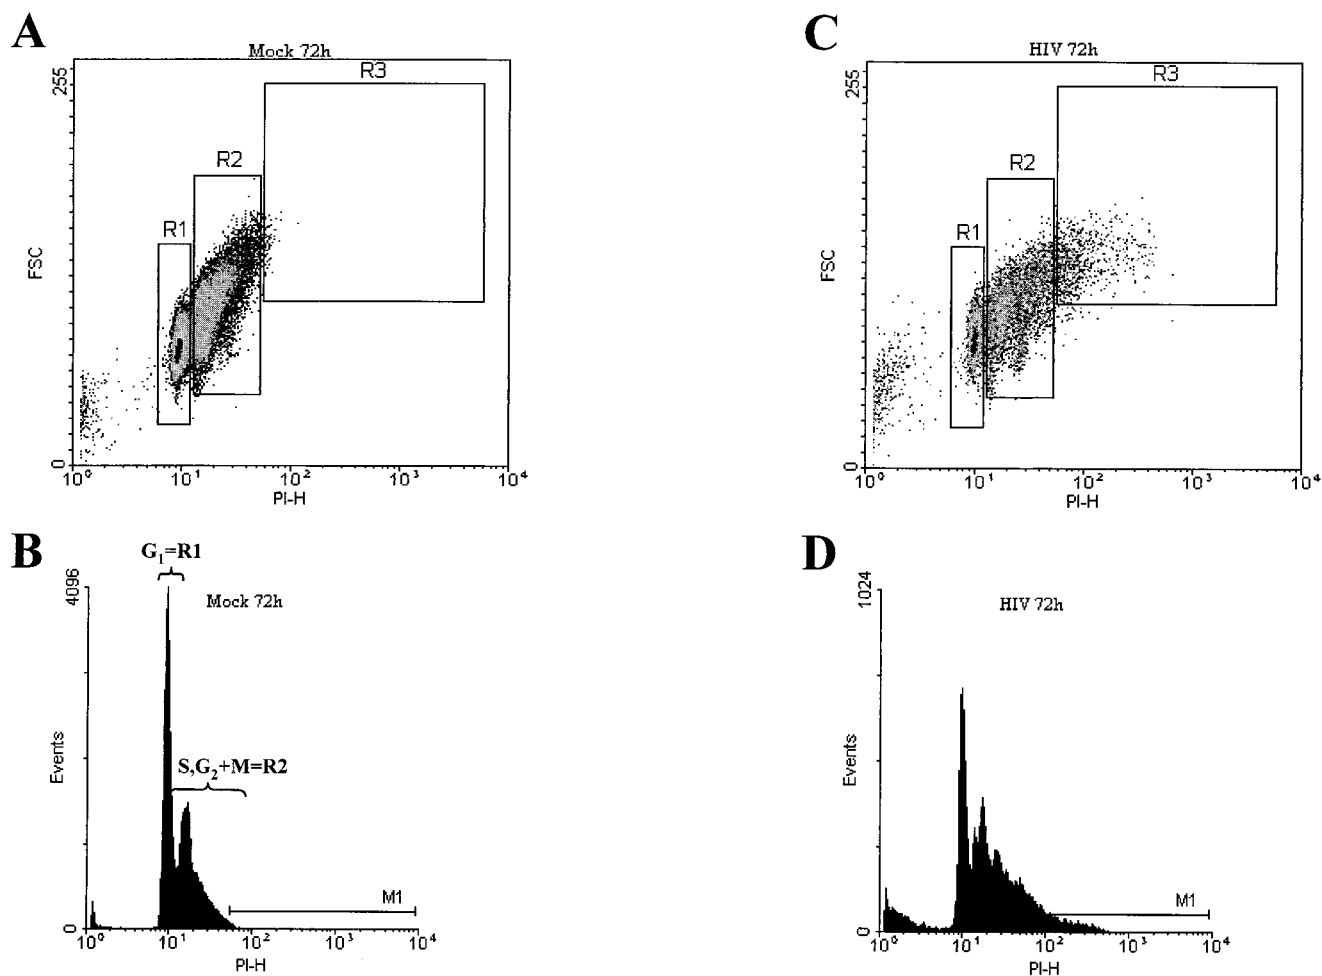 A
Mock 72h
R3
255
R2
R1
FSC
0
10⁰ 10¹ 10² 10³ 10⁴
PI-H
C
HIV 72h
R3
255
R2
R1
FSC
0
10⁰ 10¹ 10² 10³ 10⁴
PI-H
B
G₁=R1
4096
Mock 72h
S,G₂+M=R2
Events
M1
0
10⁰ 10¹ 10² 10³ 10⁴
PI-H
D
1024
HIV 72h
Events
M1
0
10⁰ 10¹ 10² 10³ 10⁴
PI-H